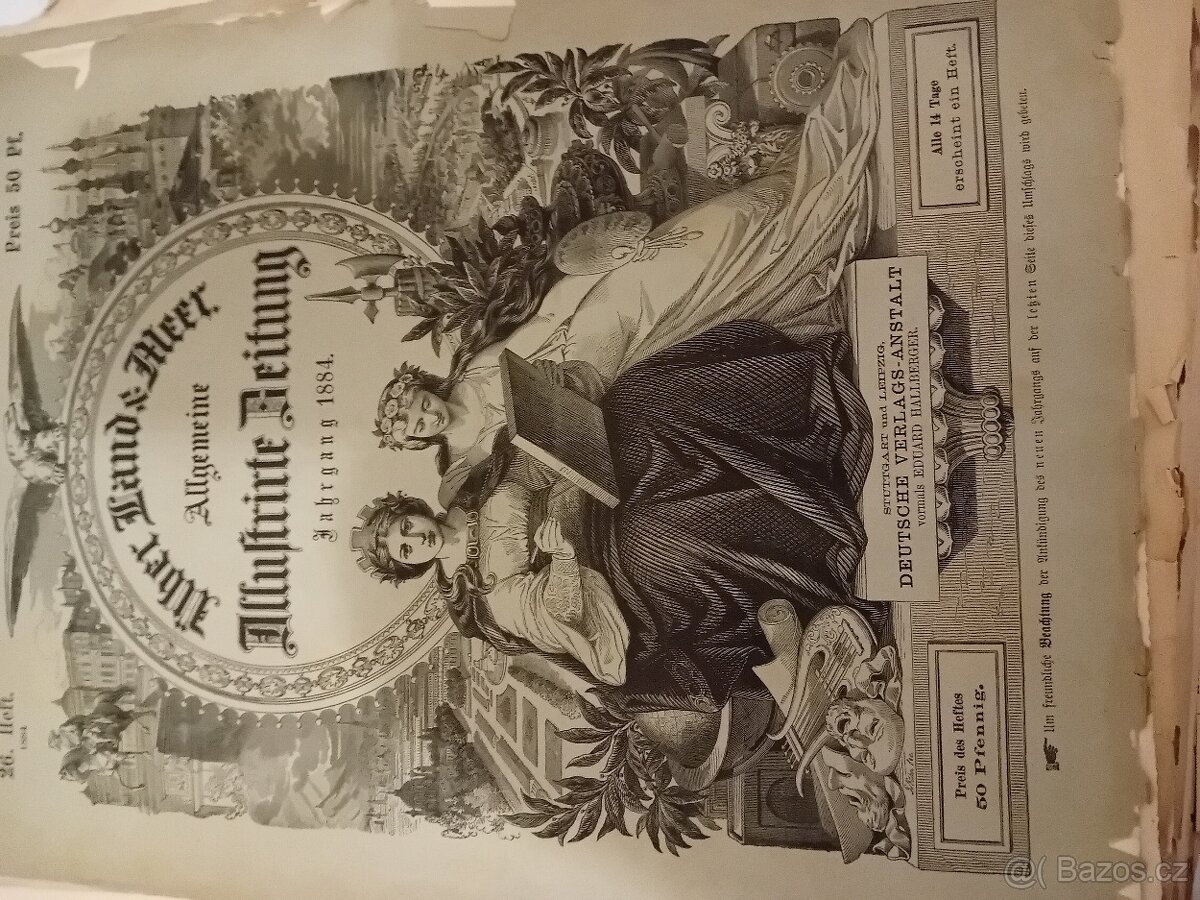 26. Heft.
1884
Preis 50 Pf.
Über Land & Meer
Allgemeine
Illustrirte Zeitung
Jahrgang 1884.
Preis des Heftes
50 Pfennig.
STUTTGART und LEIPZIG,
DEUTSCHE VERLAGS-ANSTALT
vormals EDUARD HALLBERGER.
Alle 14 Tage
erscheint ein Heft.
Um freundliche Beachtung der Ankündigung des neuen Jahrgangs auf der letzten Seite dieses Umschlags wird gebeten.
Bazos.cz